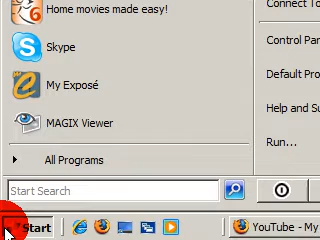 Home movies made easy!
Skype
My Exposé
MAGIX Viewer
All Programs
Start Search
Start
Connect To
Control Par
Default Pro
Help and Su
Run...
YouTube - My